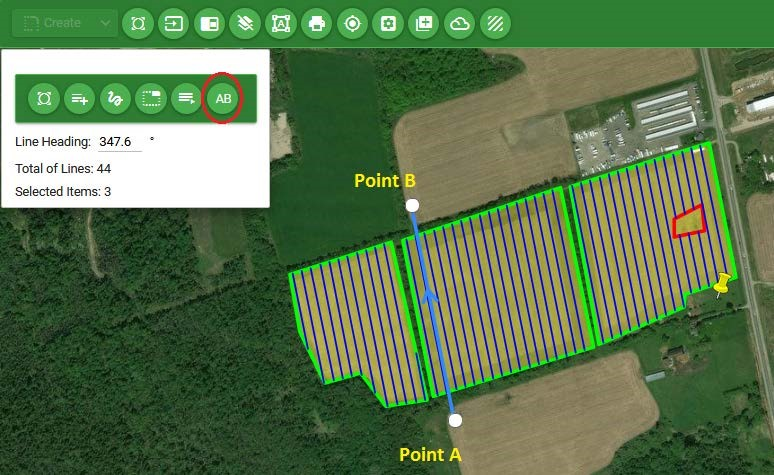 Create
A
AB
Line Heading: 347.6 °
Total of Lines: 44
Selected Items: 3
Point B
Point A